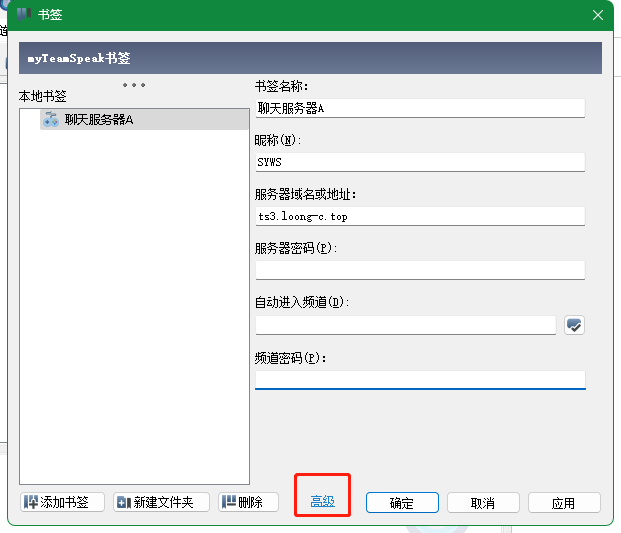 书签
myTeamSpeak书签
本地书签
聊天服务器A
书签名称:
聊天服务器A
昵称(N):
SYWS
服务器域名或地址:
ts3.loong-c.top
服务器密码(P):
自动进入频道(D):
频道密码(P):
添加书签
新建文件夹
删除
高级
确定
取消
应用